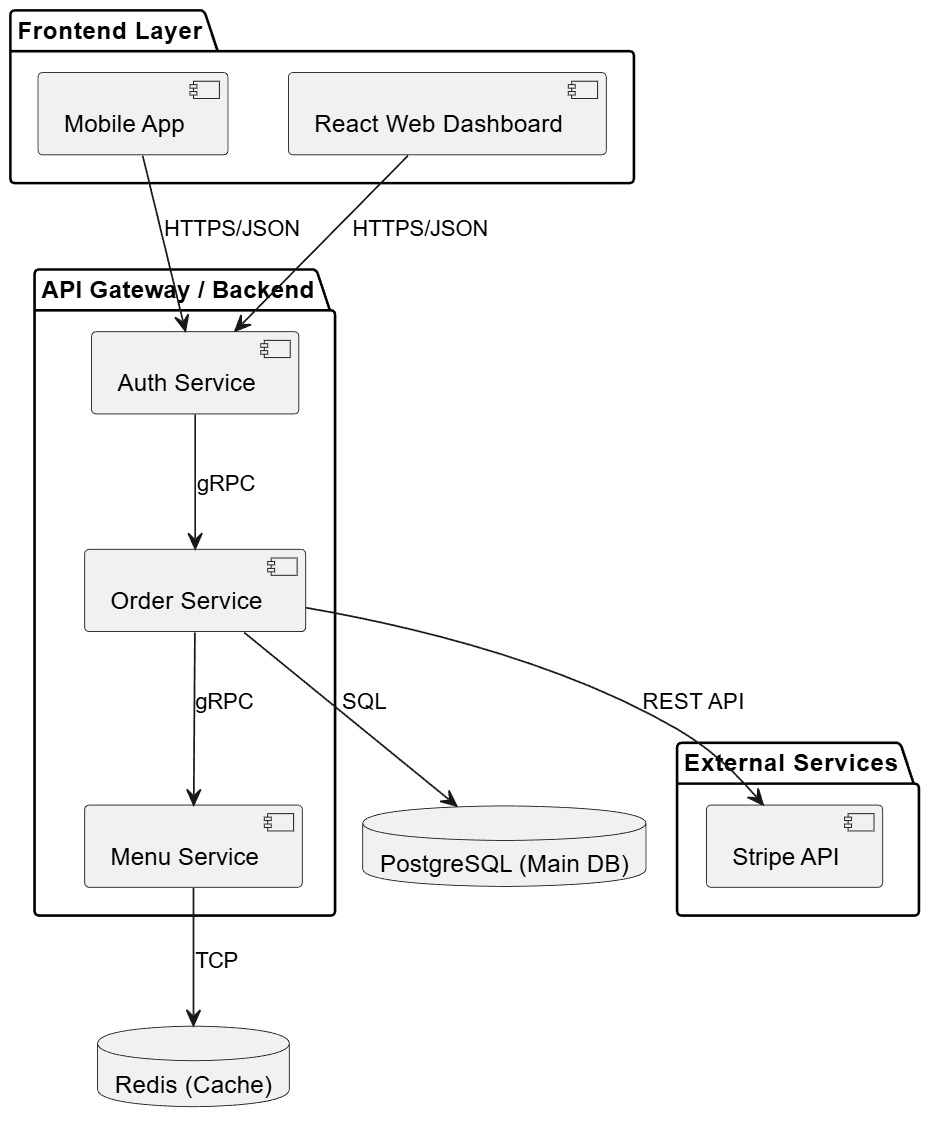 Frontend Layer
Mobile App
React Web Dashboard
HTTPS/JSON
HTTPS/JSON
API Gateway / Backend
Auth Service
gRPC
Order Service
gRPC
SQL
REST API
External Services
Menu Service
PostgreSQL (Main DB)
Stripe API
TCP
Redis (Cache)